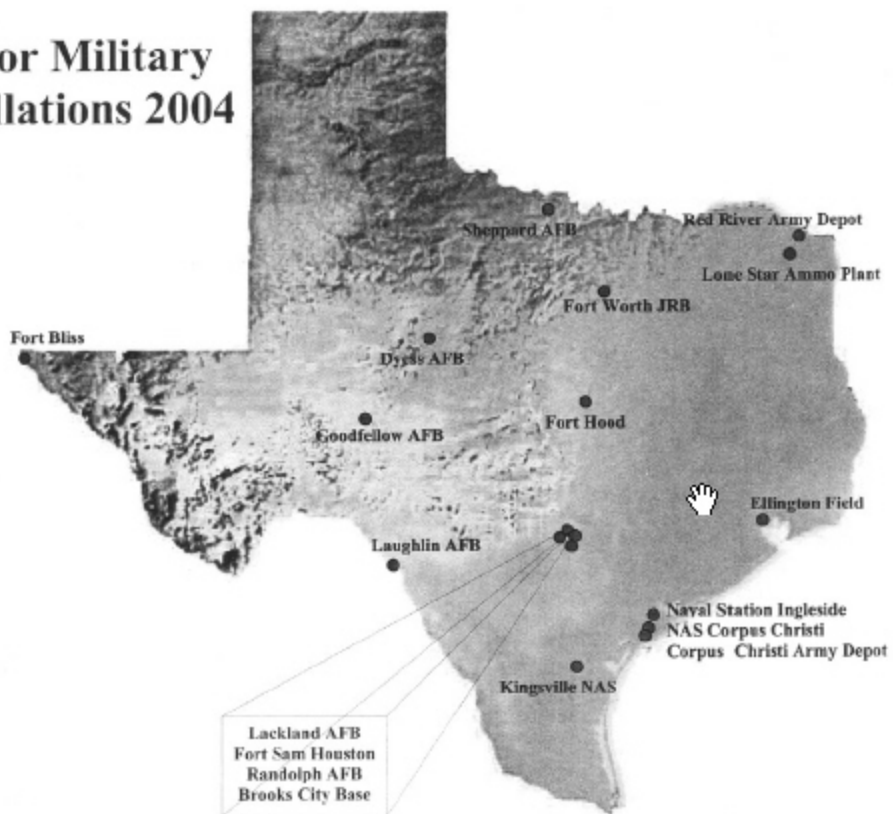 or Military
llations 2004
Sheppard AFB
Red River Army Depot
Lone Star Ammo Plant
Fort Worth JRB
Fort Bliss
Dyess AFB
Fort Hood
Goodfellow AFB
Ellington Field
Laughlin AFB
Naval Station Ingleside
NAS Corpus Christi
Corpus Christi Army Depot
Kingsville NAS
Lackland AFB
Fort Sam Houston
Randolph AFB
Brooks City Base